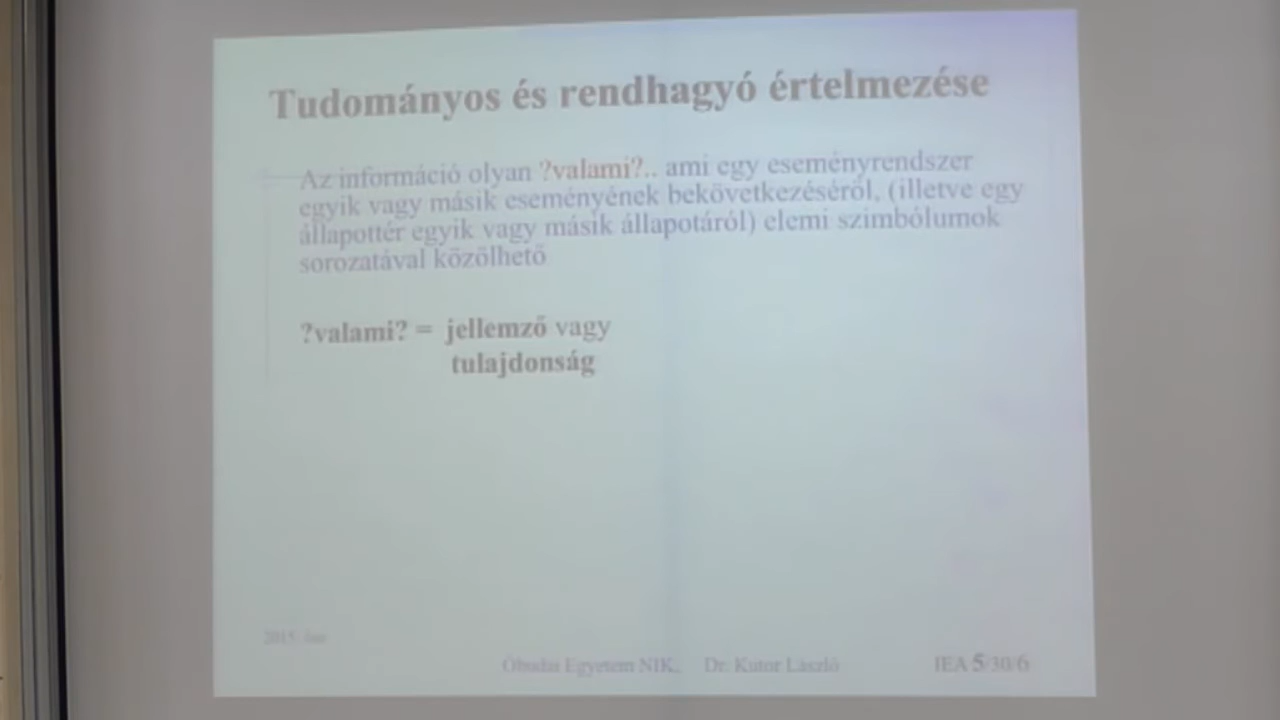 Tudományos és rendhagyó értelmezése
Az információ olyan ?valami?.. ami egy eseményrendszer
egyik vagy másik eseményének bekövetkezéséről, (illetve egy
állapottér egyik vagy másik állapotáról) elemi szimbólumok
sorozatával közölhető
?valami? = jellemző vagy
tulajdonság
2015.
Óbudai Egyetem NIK. Dr. Kutor László
IEA 5/30/6